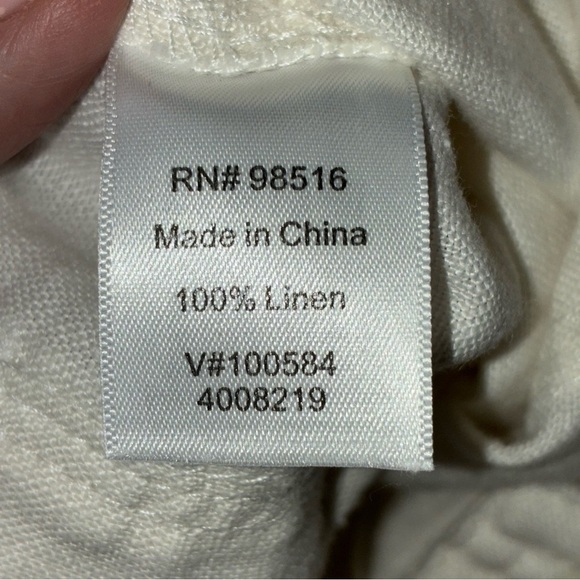 RN# 98516
Made in China
100% Linen
V#100584
4008219